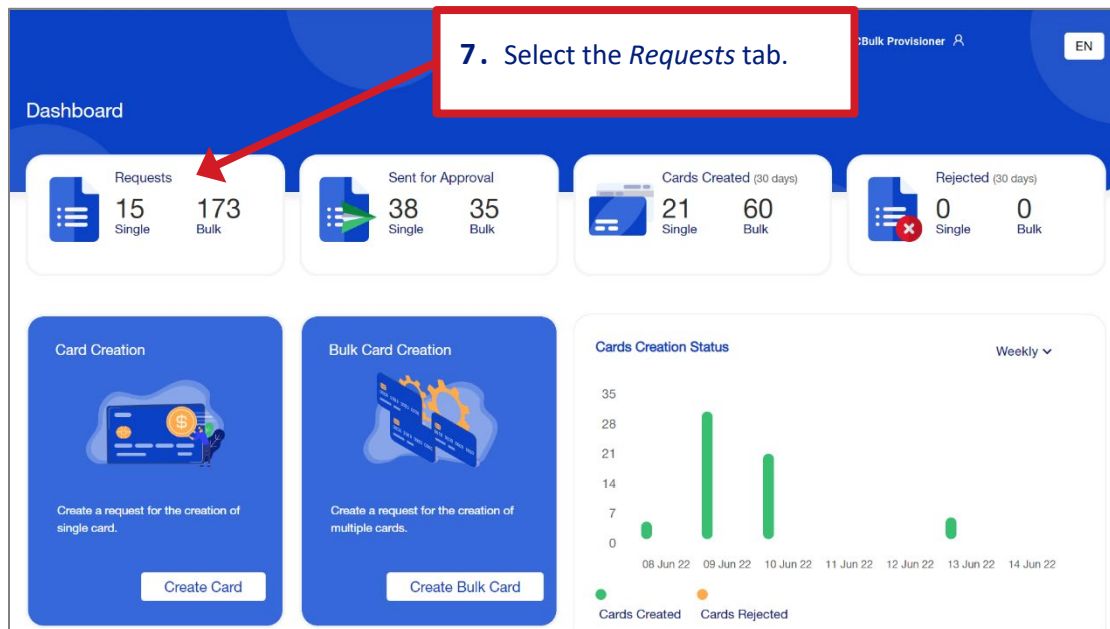 7. Select the Requests tab.
Bulk Provisioner
EN
Dashboard
Requests
15 173
Single Bulk
Sent for Approval
38 35
Single Bulk
Cards Created (30 days)
21 60
Single Bulk
Rejected (30 days)
0 0
Single Bulk
Card Creation
Create a request for the creation of
single card.
Create Card
Bulk Card Creation
Create a request for the creation of
multiple cards.
Create Bulk Card
Cards Creation Status
Weekly
35
28
21
14
7
0
08 Jun 22 09 Jun 22 10 Jun 22 11 Jun 22 12 Jun 22 13 Jun 22 14 Jun 22
Cards Created Cards Rejected